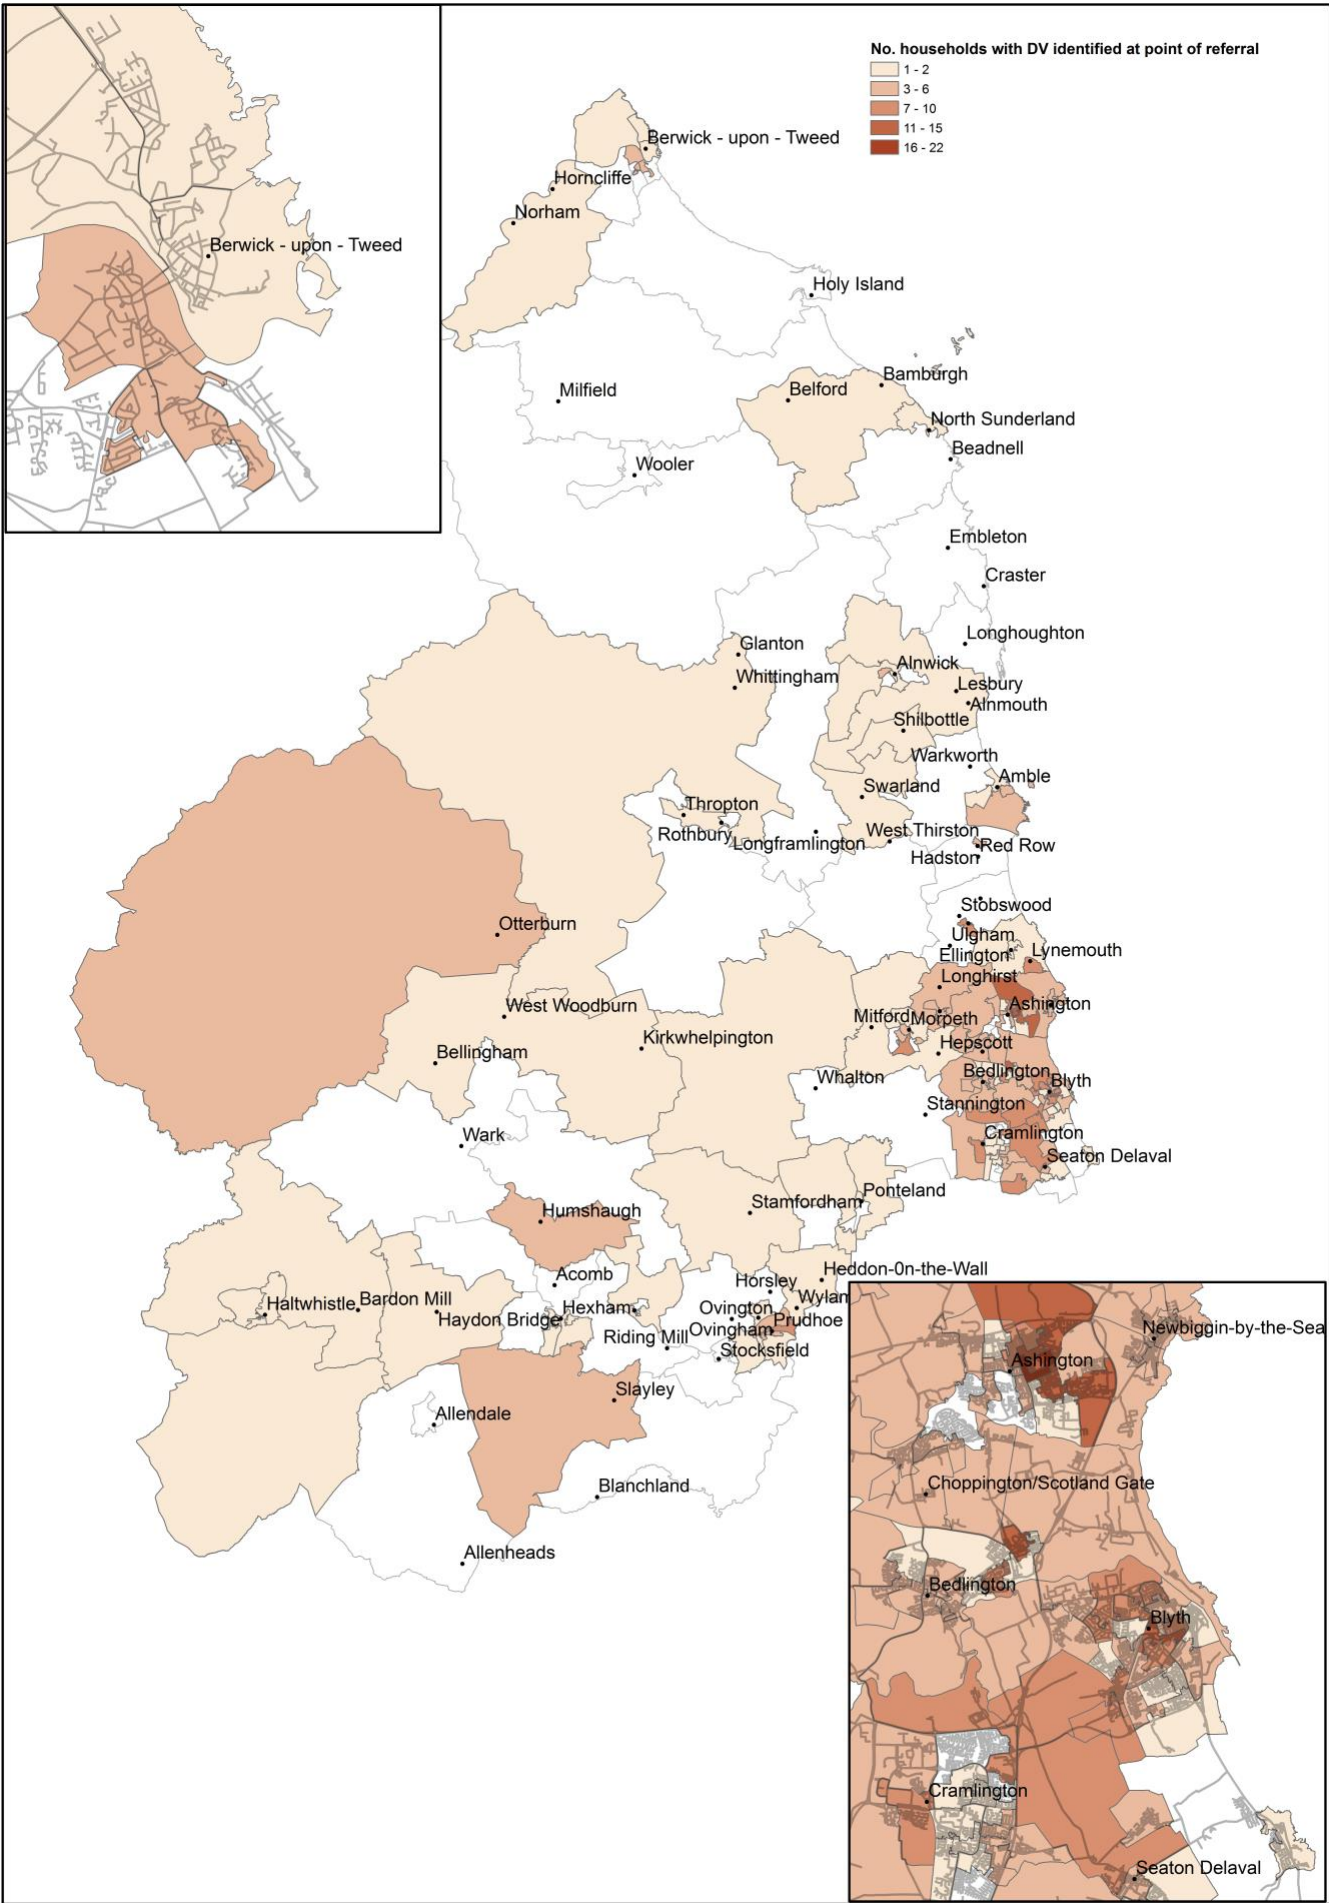 No. households with DV identified at point of referral
1 - 2
3 - 6
7 - 10
11 - 15
16 - 22
Berwick - upon - Tweed
Berwick - upon - Tweed
Horncliffe
Norham
Holy Island
Milfield
Belford
Bamburgh
North Sunderland
Beadnell
Wooler
Embleton
Craster
Longhoughton
Glanton
Whittingham
Alnwick
Lesbury
Alnmouth
Shilbottle
Warkworth
Amble
Swarland
Thropton
Rothbury
Longframlington
West Thirston
Red Row
Hadston
Stobswood
Otterburn
Ulgham
Ellington
Lynemouth
Longhirst
Ashington
West Woodburn
Mitford
Morpeth
Kirkwhelpington
Hepscott
Bellingham
Bedlington
Blyth
Whalton
Stannington
Wark
Cramlington
Seaton Delaval
Ponteland
Stamfordham
Humshaugh
Heddon-0n-the-Wall
Acomb
Horsley
Wylam
Haltwhistle
Bardon Mill
Haydon Bridge
Hexham
Ovington
Prudhoe
Riding Mill
Ovingham
Stocksfield
Slayley
Allendale
Blanchland
Allenheads
Newbiggin-by-the-Sea
Ashington
Choppington/Scotland Gate
Bedlington
Blyth
Cramlington
Seaton Delaval